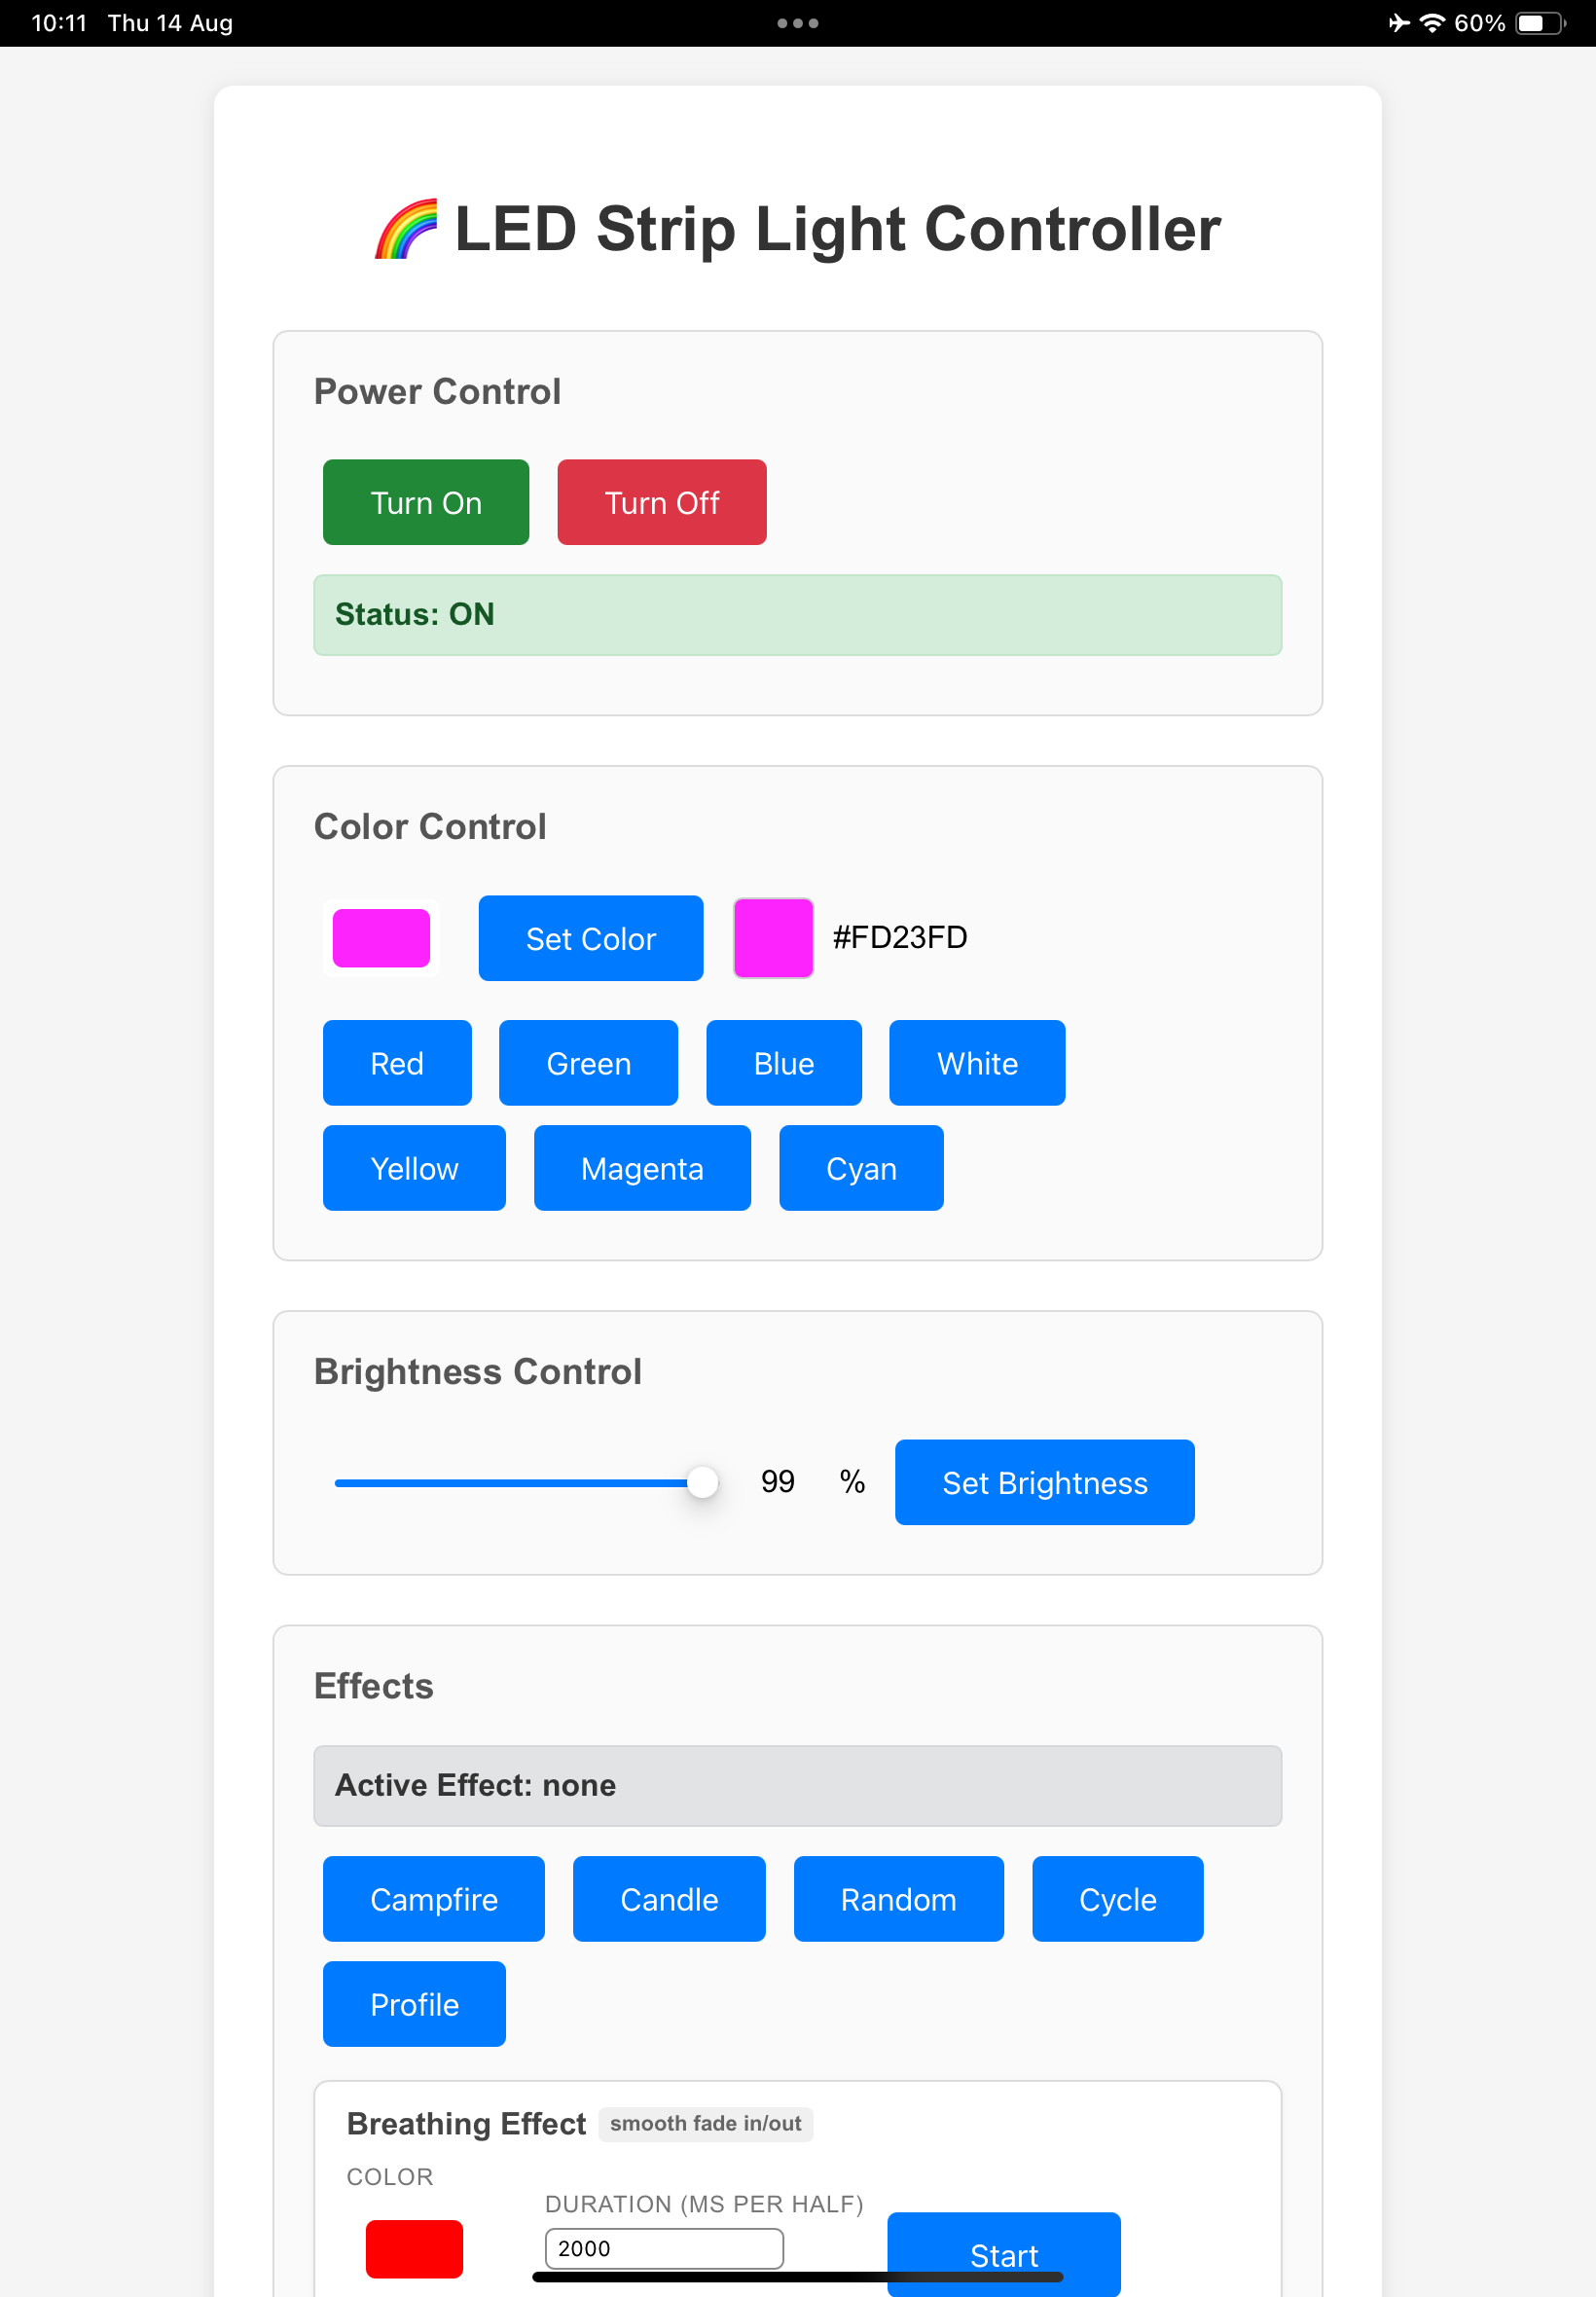 10:11 Thu 14 Aug
60%
LED Strip Light Controller
Power Control
Turn On Turn Off
Status: ON
Color Control
Set Color #FD23FD
Red Green Blue White
Yellow Magenta Cyan
Brightness Control
99 % Set Brightness
Effects
Active Effect: none
Campfire Candle Random Cycle
Profile
Breathing Effect smooth fade in/out
COLOR
DURATION (MS PER HALF)
2000
Start